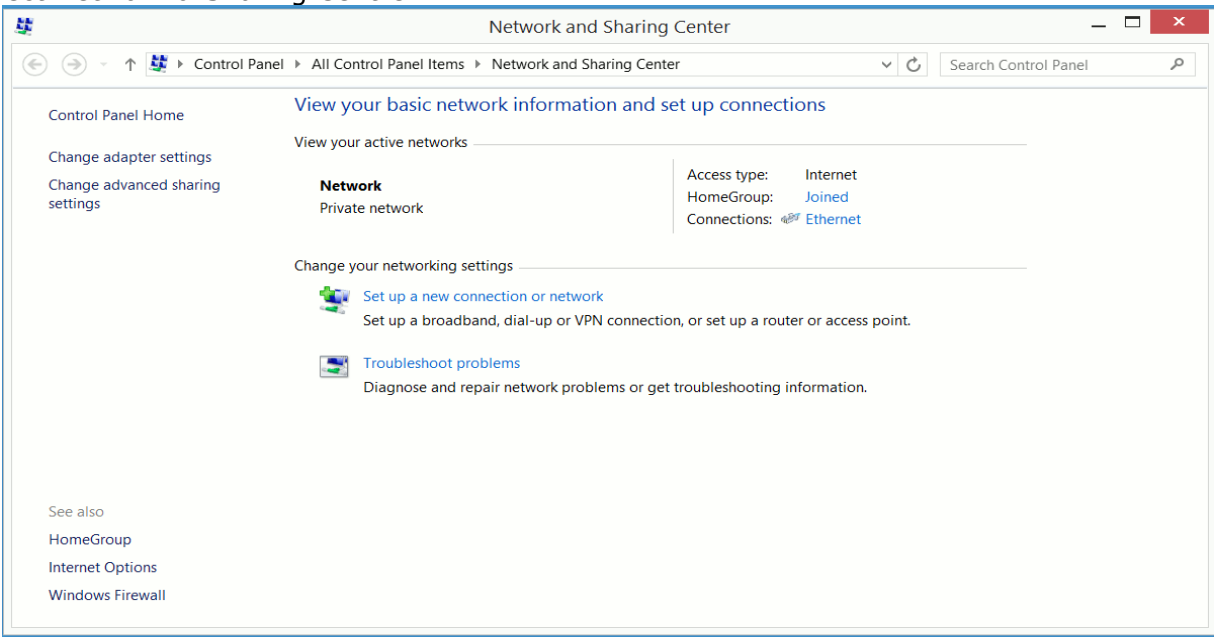 Network and Sharing Center
Control Panel All Control Panel Items Network and Sharing Center
Search Control Panel
Control Panel Home
Change adapter settings
Change advanced sharing
settings
View your basic network information and set up connections
View your active networks
Network
Private network
Access type: Internet
HomeGroup: Joined
Connections: Ethernet
Change your networking settings
Set up a new connection or network
Set up a broadband, dial-up or VPN connection, or set up a router or access point.
Troubleshoot problems
Diagnose and repair network problems or get troubleshooting information.
See also
HomeGroup
Internet Options
Windows Firewall